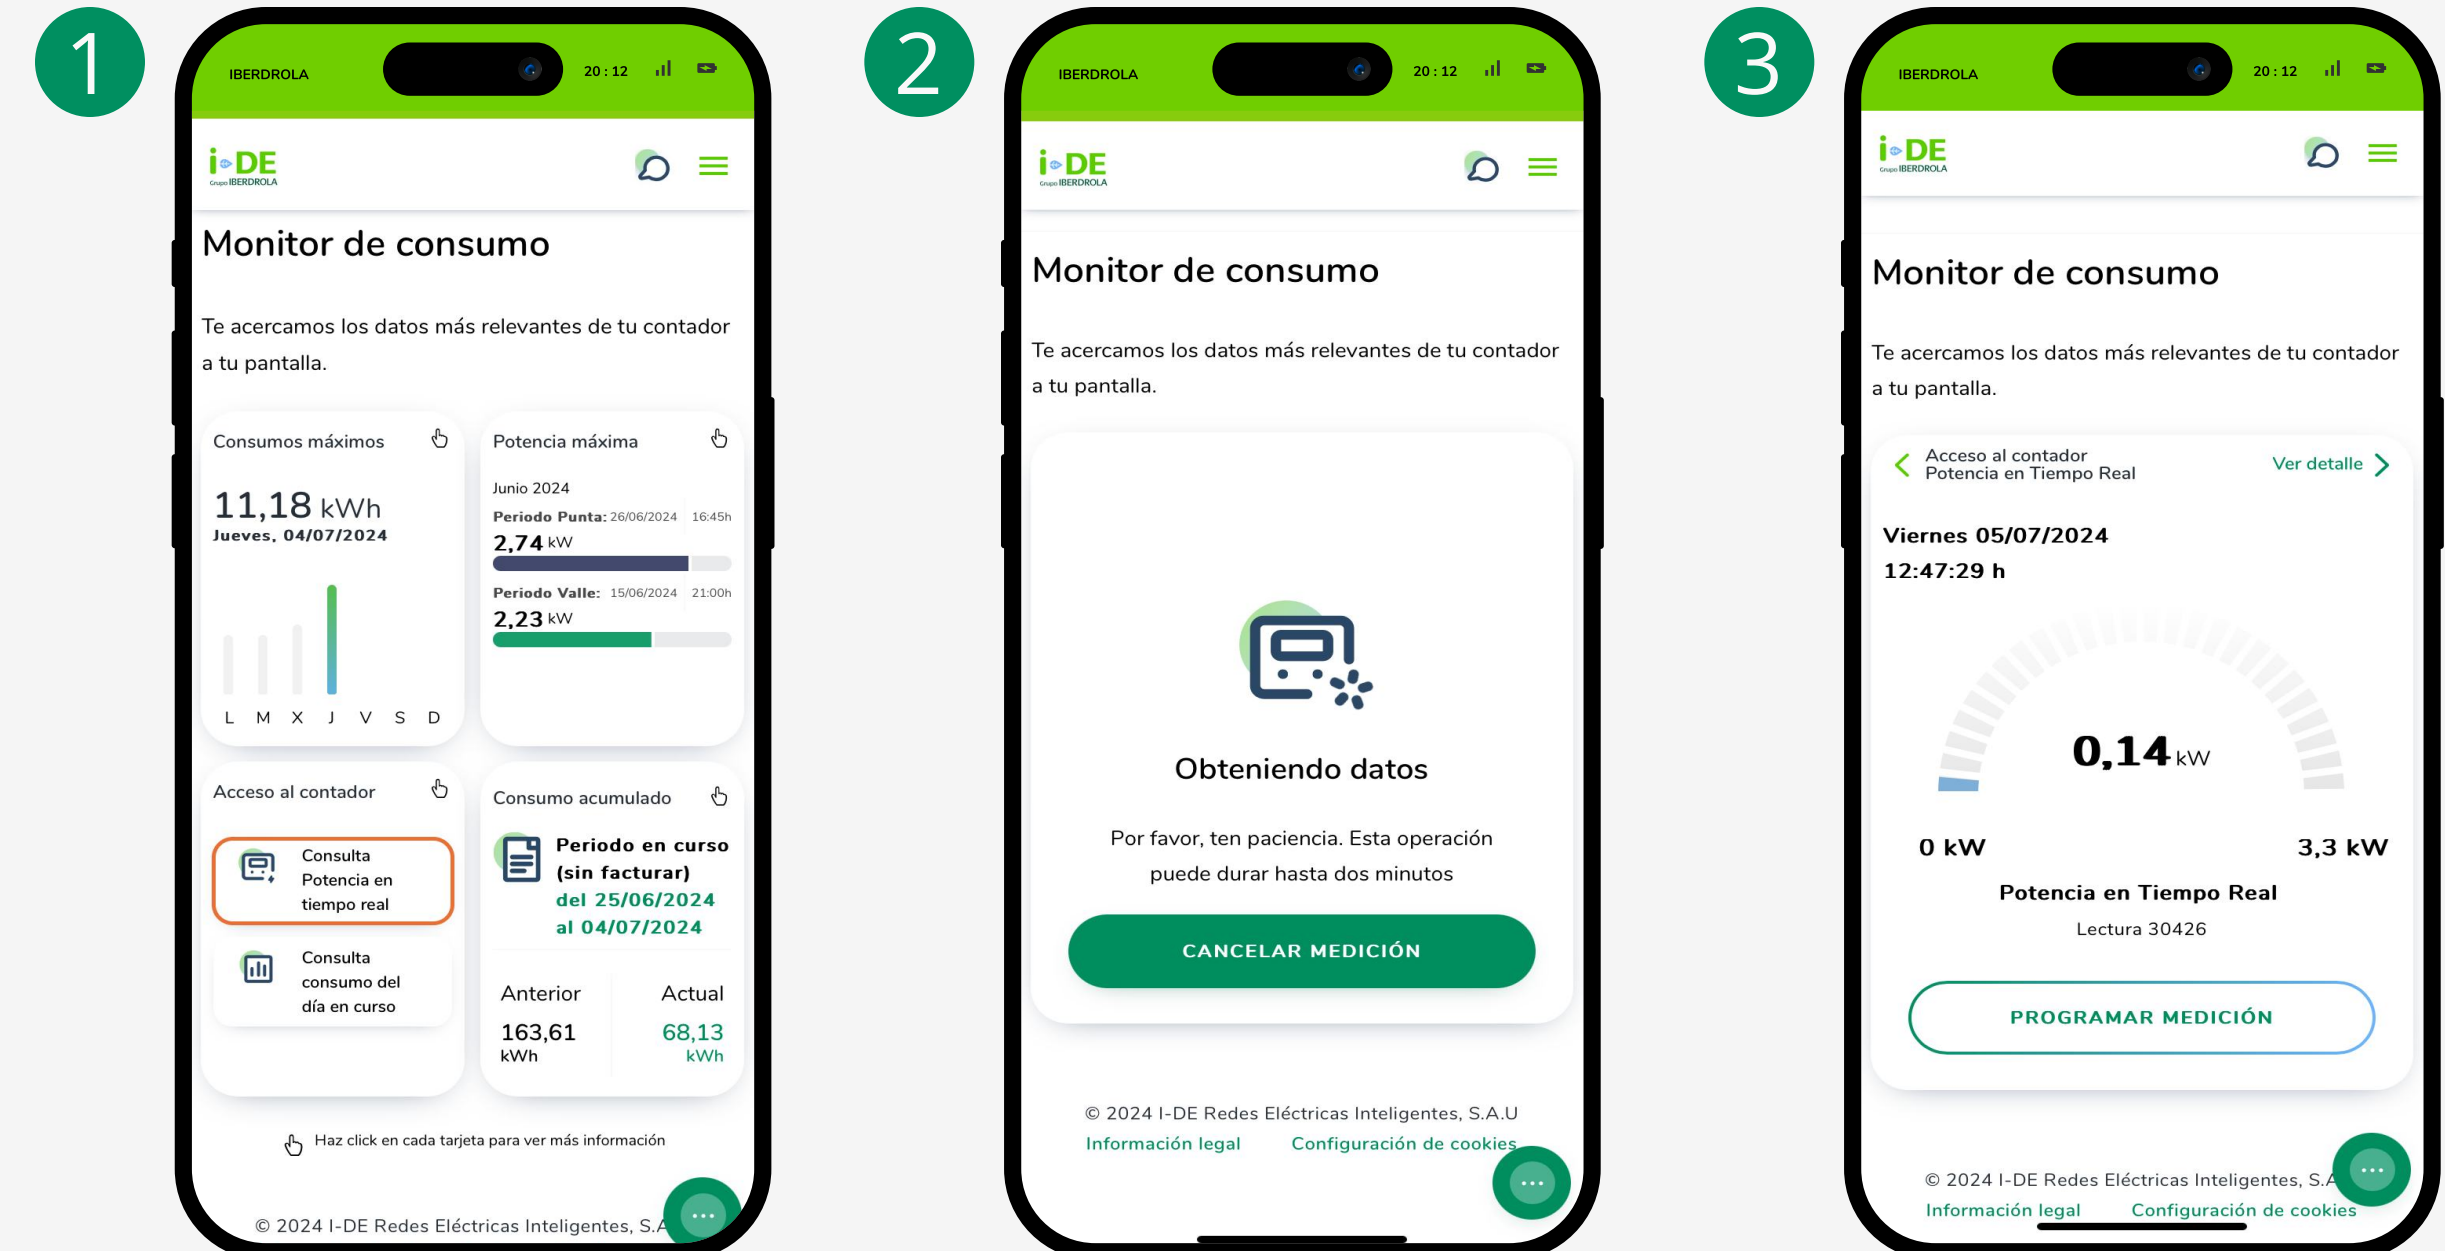 1
IBERDROLA
20 : 12
i-DE
Grupo IBERDROLA
Monitor de consumo
Te acercamos los datos más relevantes de tu contador
a tu pantalla.
Consumos máximos
11,18 kWh
Jueves, 04/07/2024
L M X J V S D
Potencia máxima
Junio 2024
Periodo Punta: 26/06/2024 16:45h
2,74 kW
Periodo Valle: 15/06/2024 21:00h
2,23 kW
Acceso al contador
Consulta
Potencia en
tiempo real
Consulta
consumo del
día en curso
Consumo acumulado
Periodo en curso
(sin facturar)
del 25/06/2024
al 04/07/2024
Anterior Actual
163,61 68,13
kWh kWh
Haz click en cada tarjeta para ver más información
© 2024 I-DE Redes Eléctricas Inteligentes, S.A
2
IBERDROLA
20 : 12
i-DE
Grupo IBERDROLA
Monitor de consumo
Te acercamos los datos más relevantes de tu contador
a tu pantalla.
Obteniendo datos
Por favor, ten paciencia. Esta operación
puede durar hasta dos minutos
CANCELAR MEDICIÓN
© 2024 I-DE Redes Eléctricas Inteligentes, S.A.U
Información legal Configuración de cookies
3
IBERDROLA
20 : 12
i-DE
Grupo IBERDROLA
Monitor de consumo
Te acercamos los datos más relevantes de tu contador
a tu pantalla.
Acceso al contador
Potencia en Tiempo Real
Ver detalle
Viernes 05/07/2024
12:47:29 h
0,14 kW
0 kW 3,3 kW
Potencia en Tiempo Real
Lectura 30426
PROGRAMAR MEDICIÓN
© 2024 I-DE Redes Eléctricas Inteligentes, S.A
Información legal Configuración de cookies